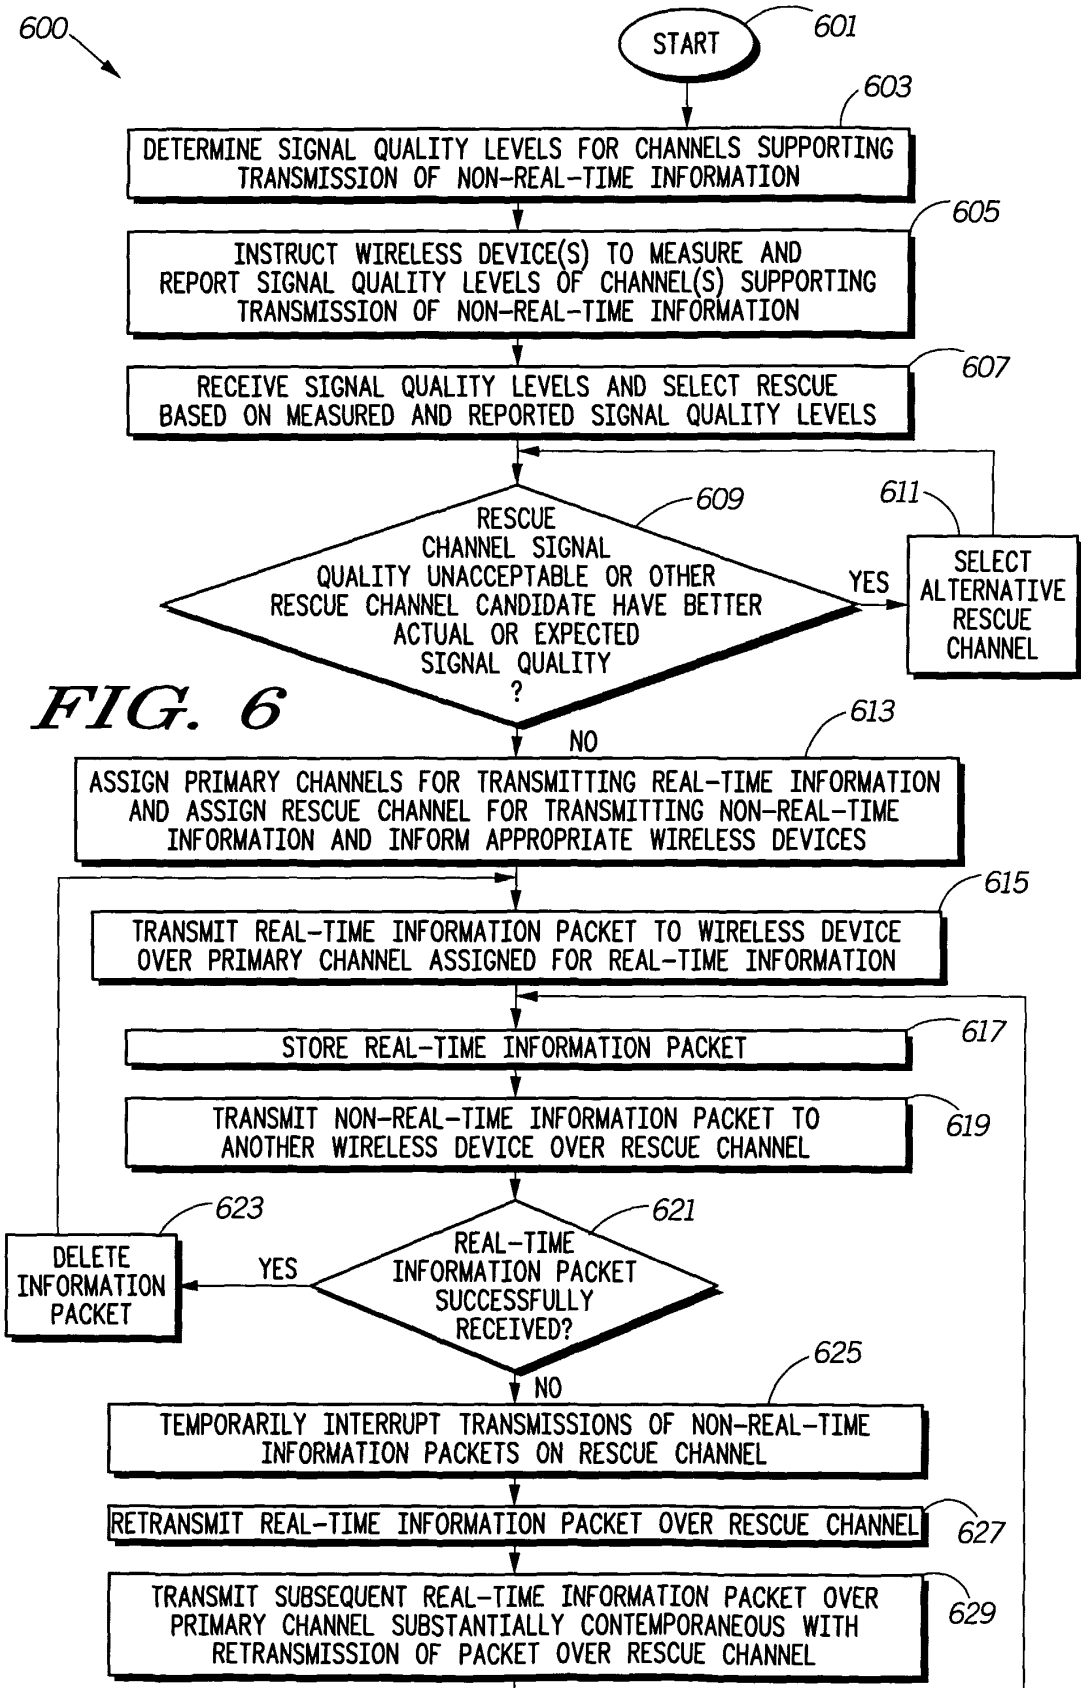 600
START
601
603
DETERMINE SIGNAL QUALITY LEVELS FOR CHANNELS SUPPORTING
TRANSMISSION OF NON-REAL-TIME INFORMATION
605
INSTRUCT WIRELESS DEVICE(S) TO MEASURE AND
REPORT SIGNAL QUALITY LEVELS OF CHANNEL(S) SUPPORTING
TRANSMISSION OF NON-REAL-TIME INFORMATION
607
RECEIVE SIGNAL QUALITY LEVELS AND SELECT RESCUE
BASED ON MEASURED AND REPORTED SIGNAL QUALITY LEVELS
609
RESCUE
CHANNEL SIGNAL
QUALITY UNACCEPTABLE OR OTHER
RESCUE CHANNEL CANDIDATE HAVE BETTER
ACTUAL OR EXPECTED
SIGNAL QUALITY
?
YES
611
SELECT
ALTERNATIVE
RESCUE
CHANNEL
FIG. 6
NO
613
ASSIGN PRIMARY CHANNELS FOR TRANSMITTING REAL-TIME INFORMATION
AND ASSIGN RESCUE CHANNEL FOR TRANSMITTING NON-REAL-TIME
INFORMATION AND INFORM APPROPRIATE WIRELESS DEVICES
615
TRANSMIT REAL-TIME INFORMATION PACKET TO WIRELESS DEVICE
OVER PRIMARY CHANNEL ASSIGNED FOR REAL-TIME INFORMATION
617
STORE REAL-TIME INFORMATION PACKET
619
TRANSMIT NON-REAL-TIME INFORMATION PACKET TO
ANOTHER WIRELESS DEVICE OVER RESCUE CHANNEL
621
REAL-TIME
INFORMATION PACKET
SUCCESSFULLY
RECEIVED?
YES
623
DELETE
INFORMATION
PACKET
NO
625
TEMPORARILY INTERRUPT TRANSMISSIONS OF NON-REAL-TIME
INFORMATION PACKETS ON RESCUE CHANNEL
RETRANSMIT REAL-TIME INFORMATION PACKET OVER RESCUE CHANNEL
627
TRANSMIT SUBSEQUENT REAL-TIME INFORMATION PACKET OVER
PRIMARY CHANNEL SUBSTANTIALLY CONTEMPORANEOUS WITH
RETRANSMISSION OF PACKET OVER RESCUE CHANNEL
629